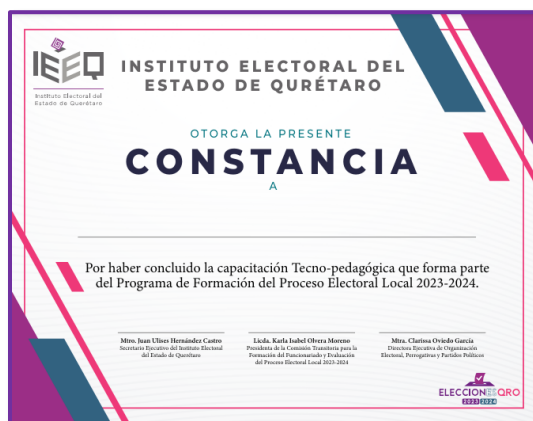 IEEQ
Instituto Electoral del
Estado de Querétaro
INSTITUTO ELECTORAL DEL
ESTADO DE QURÉTARO
OTORGA LA PRESENTE
CONSTANCIA
A
Por haber concluido la capacitación Tecno-pedagógica que forma parte
del Programa de Formación del Proceso Electoral Local 2023-2024.
Mtro. Juan Ulises Hernández Castro
Secretario Ejecutivo del Instituto Electoral
del Estado de Querétaro
Licda. Karla Isabel Olvera Moreno
Presidenta de la Comisión Transitoria para la
Formación del Funcionariado y Evaluación
del Proceso Electoral Local 2023-2024
Mtra. Clarissa Oviedo García
Directora Ejecutiva de Organización
Electoral, Prerrogativas y Partidos Políticos
ELECCIONESQRO
2023 2024